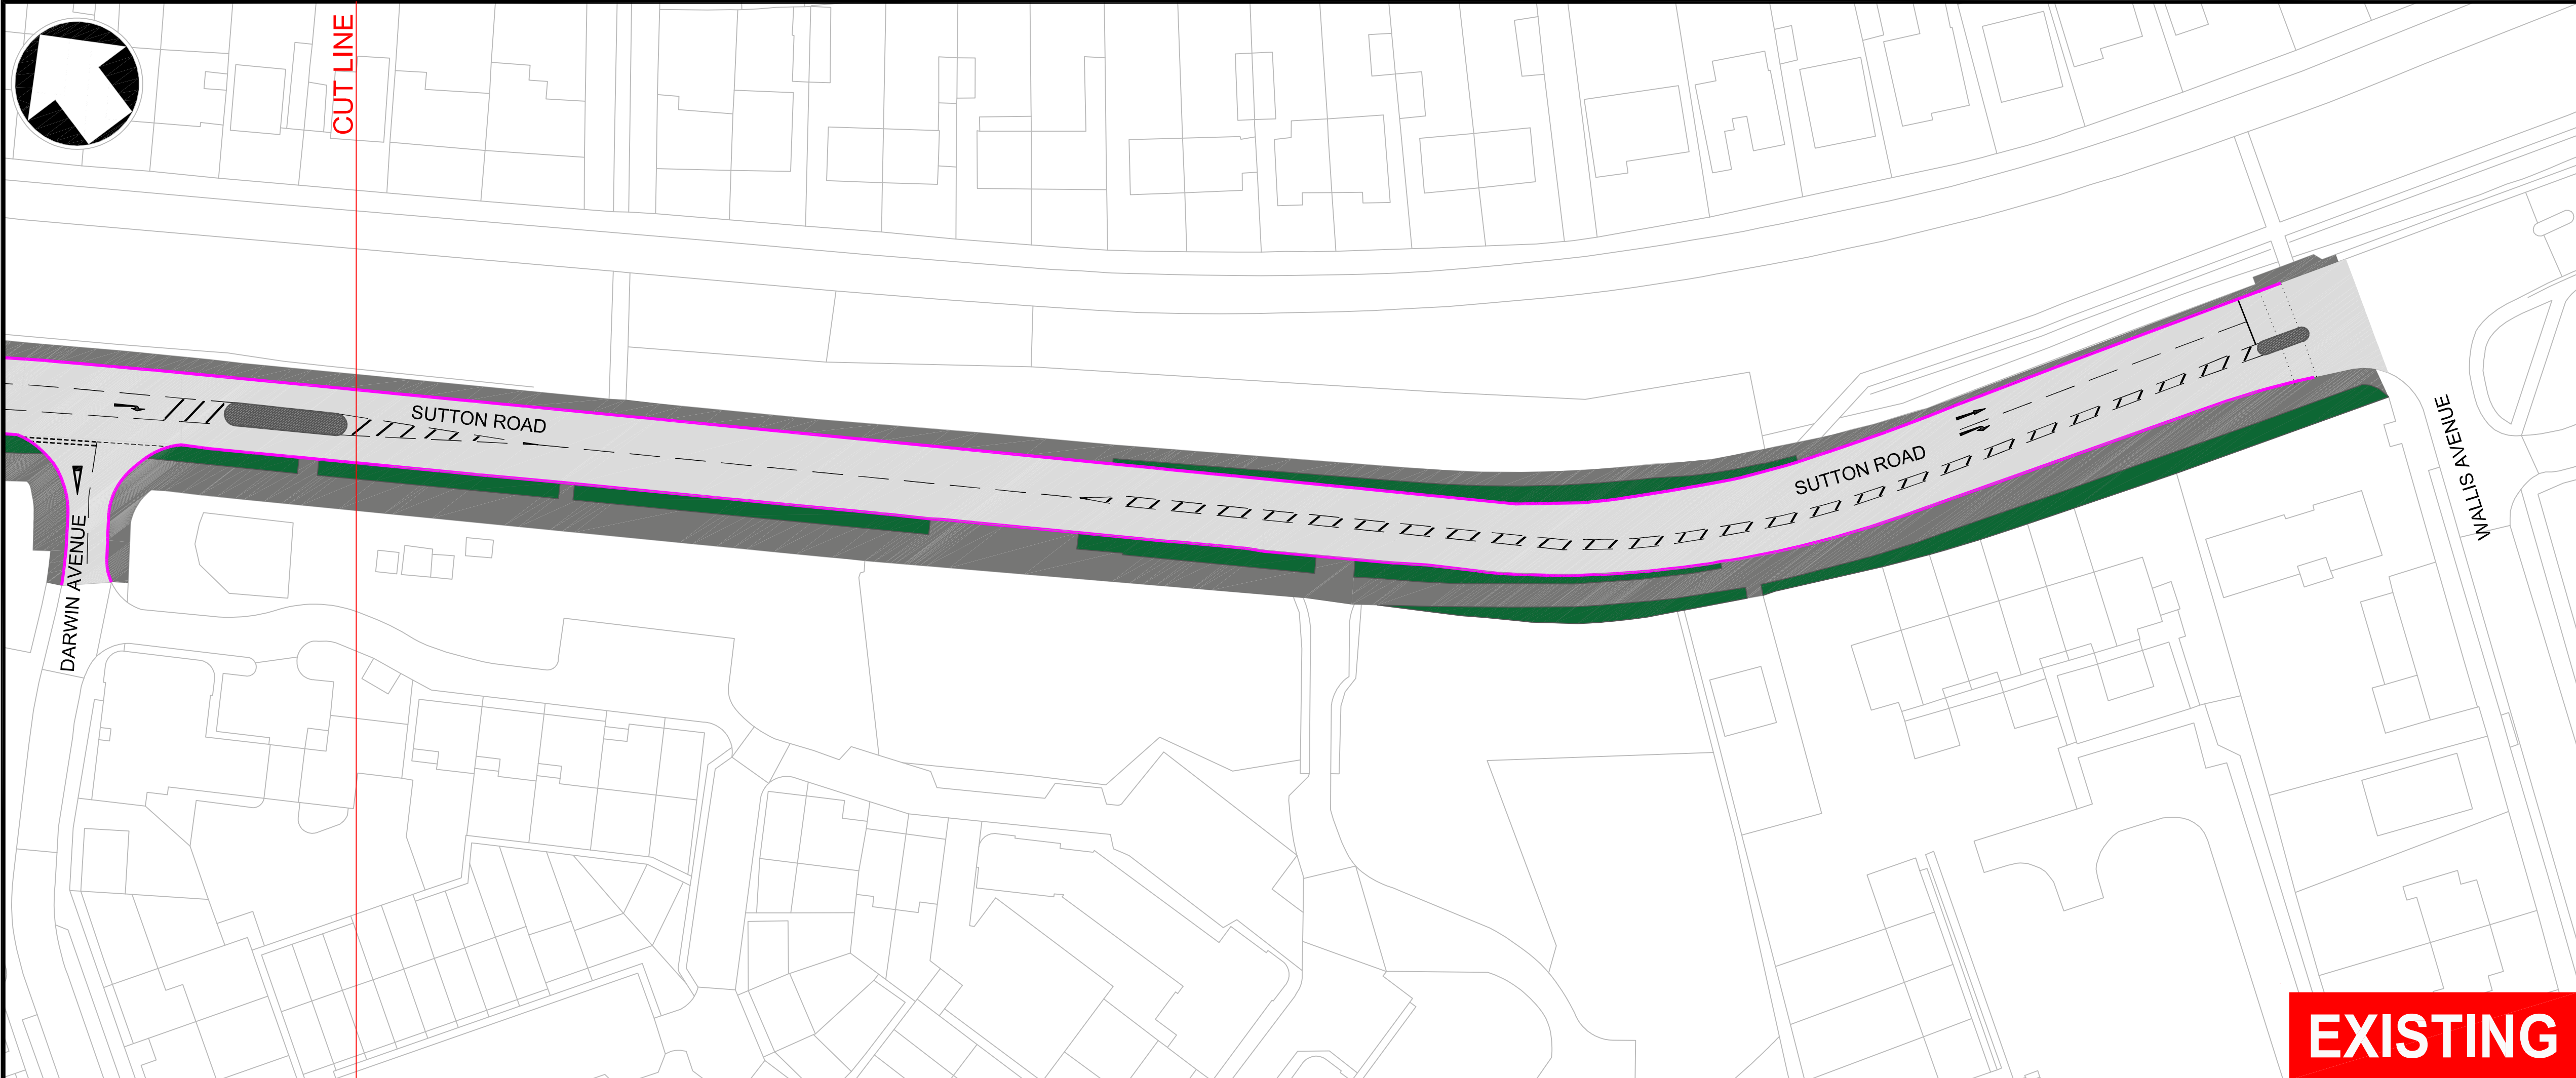 CUT LINE
SUTTON ROAD
SUTTON ROAD
DARWIN AVENUE
WALLIS AVENUE
EXISTING